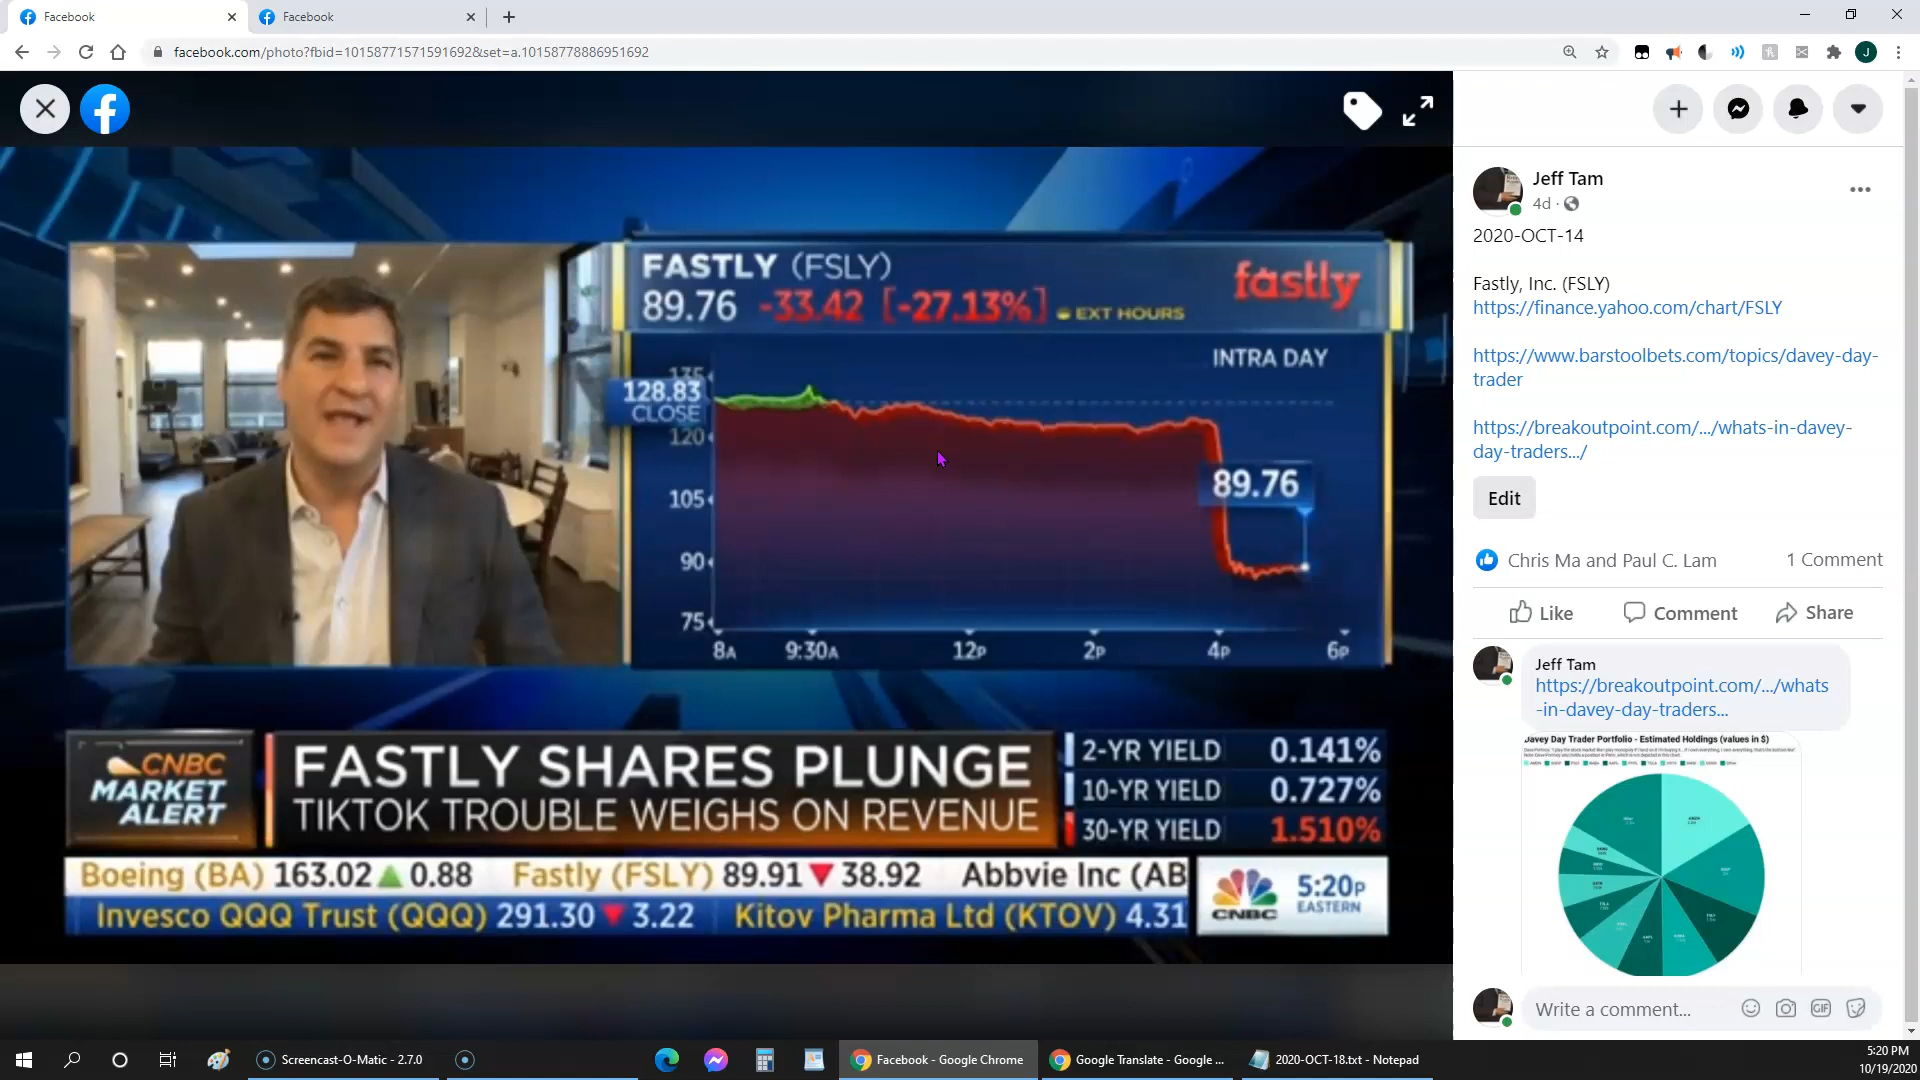 Facebook
Facebook
facebook.com/photo?fbid=10158771571591692&set=a.10158778886951692
J
FASTLY (FSLY)
89.76 -33.42 [-27.13%] EXT HOURS
fastly
INTRA DAY
135
128.83
CLOSE
120
105
90
75
89.76
8A 9:30A 12P 2P 4P 6P
CNBC
MARKET
ALERT
FASTLY SHARES PLUNGE
TIKTOK TROUBLE WEIGHS ON REVENUE
2-YR YIELD 0.141%
10-YR YIELD 0.727%
30-YR YIELD 1.510%
Boeing (BA) 163.02 ▲ 0.88 Fastly (FSLY) 89.91 ▼ 38.92 Abbvie Inc (AB
Invesco QQQ Trust (QQQ) 291.30 ▼ 3.22 Kitov Pharma Ltd (KTOV) 4.31
CNBC
5:20P
EASTERN
Jeff Tam
4d ·
2020-OCT-14
Fastly, Inc. (FSLY)
https://finance.yahoo.com/chart/FSLY
https://www.barstoolbets.com/topics/davey-day-
trader
https://breakoutpoint.com/.../whats-in-davey-
day-traders.../
Edit
Chris Ma and Paul C. Lam 1 Comment
Like Comment Share
Jeff Tam
https://breakoutpoint.com/.../whats
-in-davey-day-traders...
Davey Day Trader Portfolio - Estimated Holdings (values in $)
Write a comment...
GIF
Screencast-O-Matic - 2.7.0
Facebook - Google Chrome
Google Translate - Google ...
2020-OCT-18.txt - Notepad
5:20 PM
10/19/2020